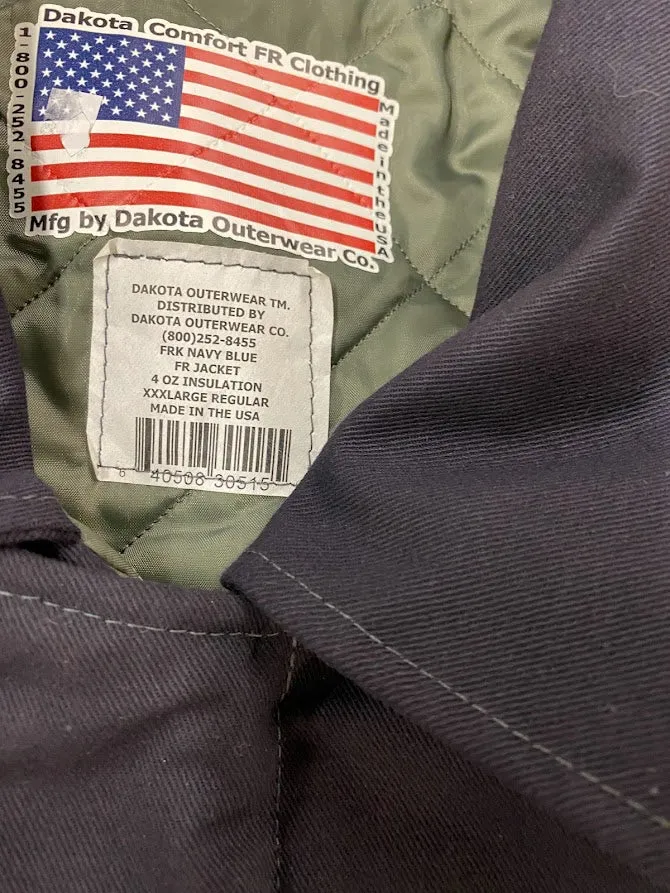 Dakota Comfort FR Clothing
1-800-252-8455
Made in the USA
Mfg by Dakota Outerwear Co.
DAKOTA OUTERWEAR TM.
DISTRIBUTED BY
DAKOTA OUTERWEAR CO.
(800)252-8455
FRK NAVY BLUE
FR JACKET
4 OZ INSULATION
XXXLARGE REGULAR
MADE IN THE USA
6 40508 30515